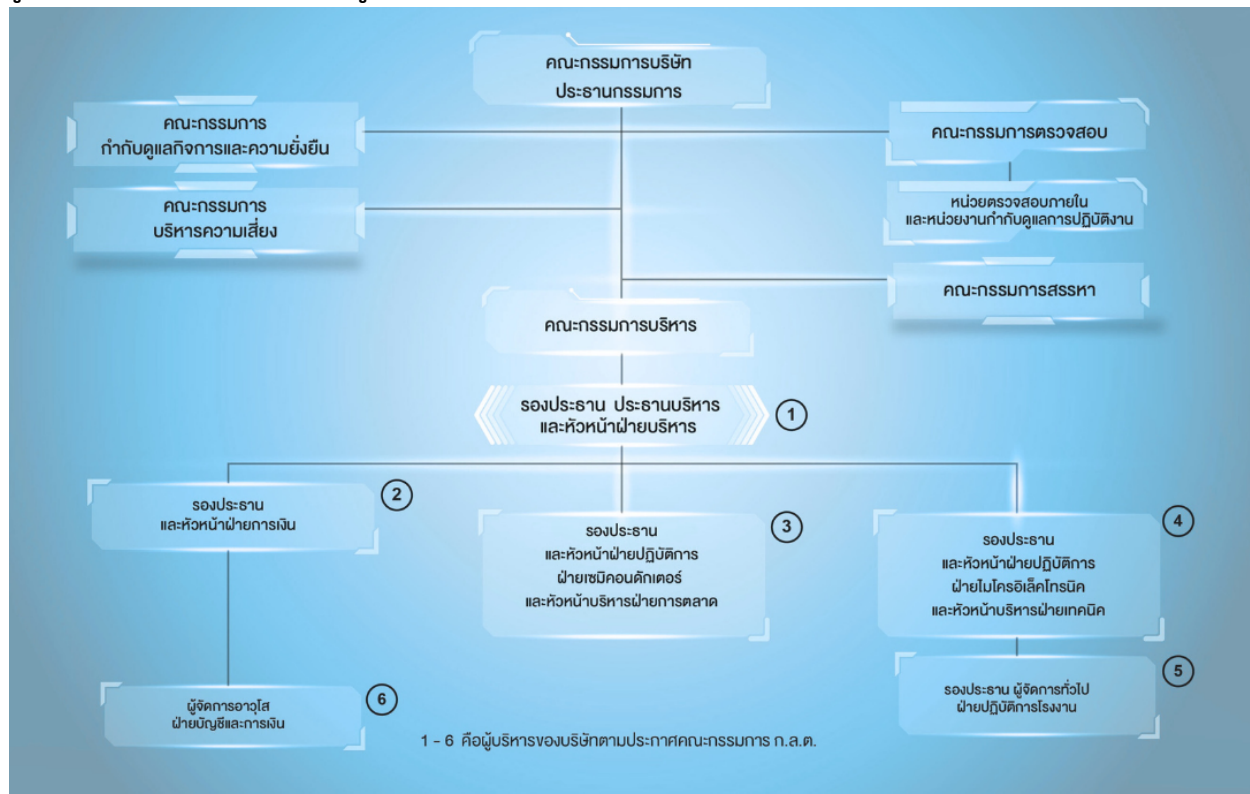 คณะกรรมการบริษัท
ประธานกรรมการ
คณะกรรมการ
กำกับดูแลกิจการและความยั่งยืน
คณะกรรมการตรวจสอบ
คณะกรรมการ
บริหารความเสี่ยง
หน่วยตรวจสอบภายใน
และหน่วยงานกำกับดูแลการปฏิบัติงาน
คณะกรรมการสรรหา
คณะกรรมการบริหาร
รองประธาน ประธานบริหาร
และหัวหน้าฝ่ายบริหาร
1
รองประธาน
และหัวหน้าฝ่ายการเงิน
2
รองประธาน
และหัวหน้าฝ่ายปฏิบัติการ
ฝ่ายเซมิคอนดักเตอร์
และหัวหน้าบริหารฝ่ายการตลาด
3
รองประธาน
และหัวหน้าฝ่ายปฏิบัติการ
ฝ่ายไมโครอิเล็คโทรนิค
และหัวหน้าบริหารฝ่ายเทคนิค
4
รองประธาน ผู้จัดการทั่วไป
ฝ่ายปฏิบัติการโรงงาน
5
ผู้จัดการอาวุโส
ฝ่ายบัญชีและการเงิน
6
1 - 6 คือผู้บริหารของบริษัทตามประกาศคณะกรรมการ ก.ล.ต.